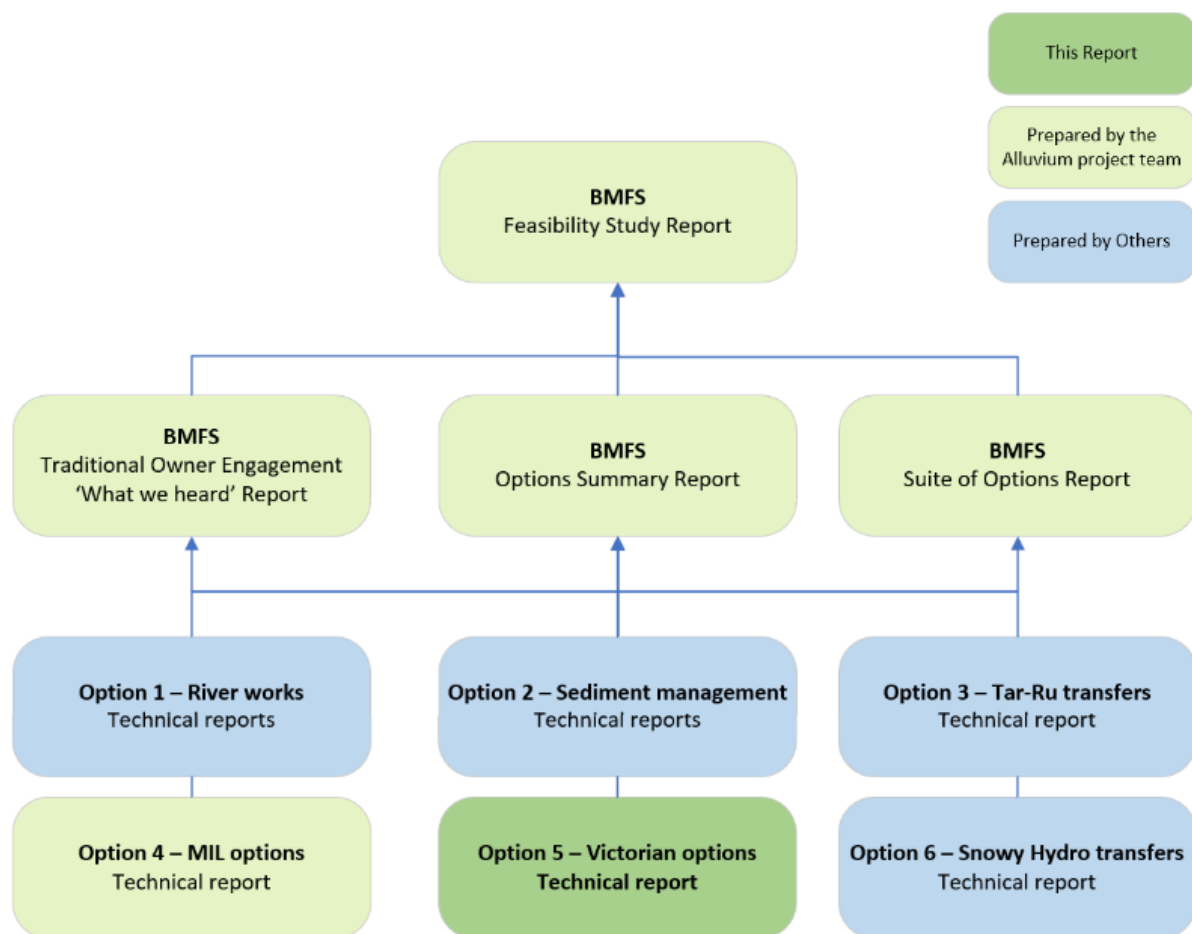 This Report
Prepared by the
Alluvium project team
Prepared by Others
BMFS
Feasibility Study Report
BMFS
Traditional Owner Engagement
‘What we heard’ Report
BMFS
Options Summary Report
BMFS
Suite of Options Report
Option 1 – River works
Technical reports
Option 2 – Sediment management
Technical reports
Option 3 – Tar-Ru transfers
Technical report
Option 4 – MIL options
Technical report
Option 5 – Victorian options
Technical report
Option 6 – Snowy Hydro transfers
Technical report